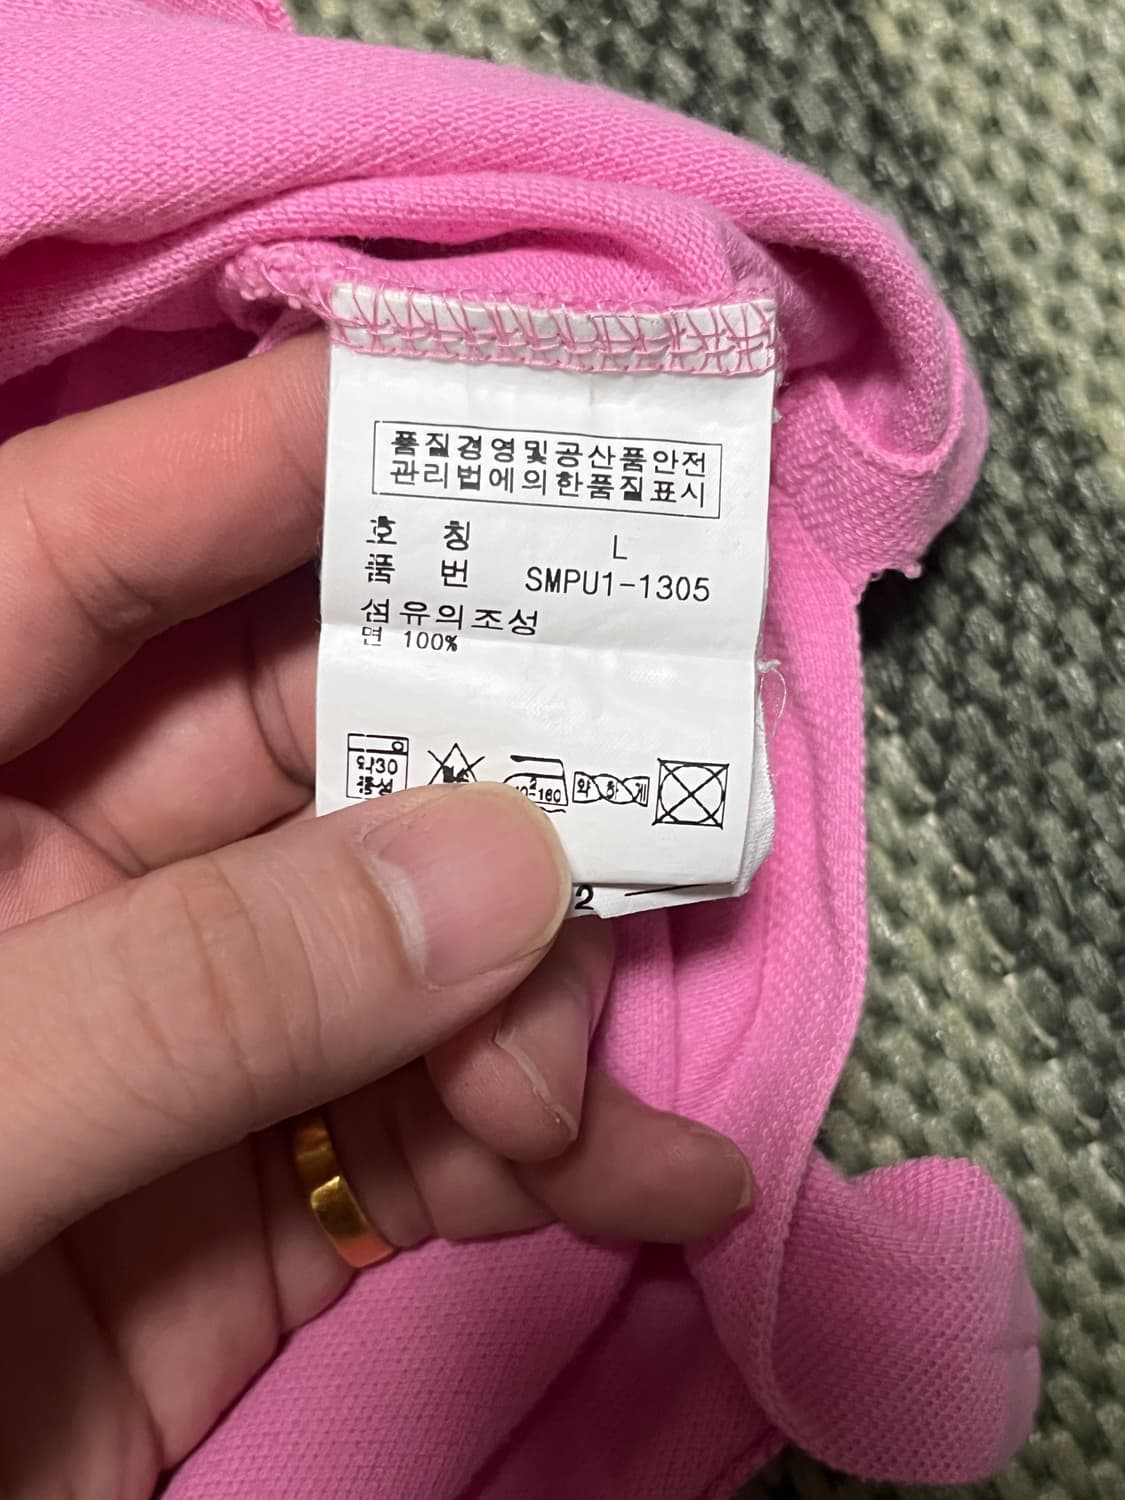 품질경영및공산품안전
관리법에의한품질표시
호 칭 L
품 번 SMPU1-1305
섬유의조성
면 100%
약30
중성
약 하 게
2